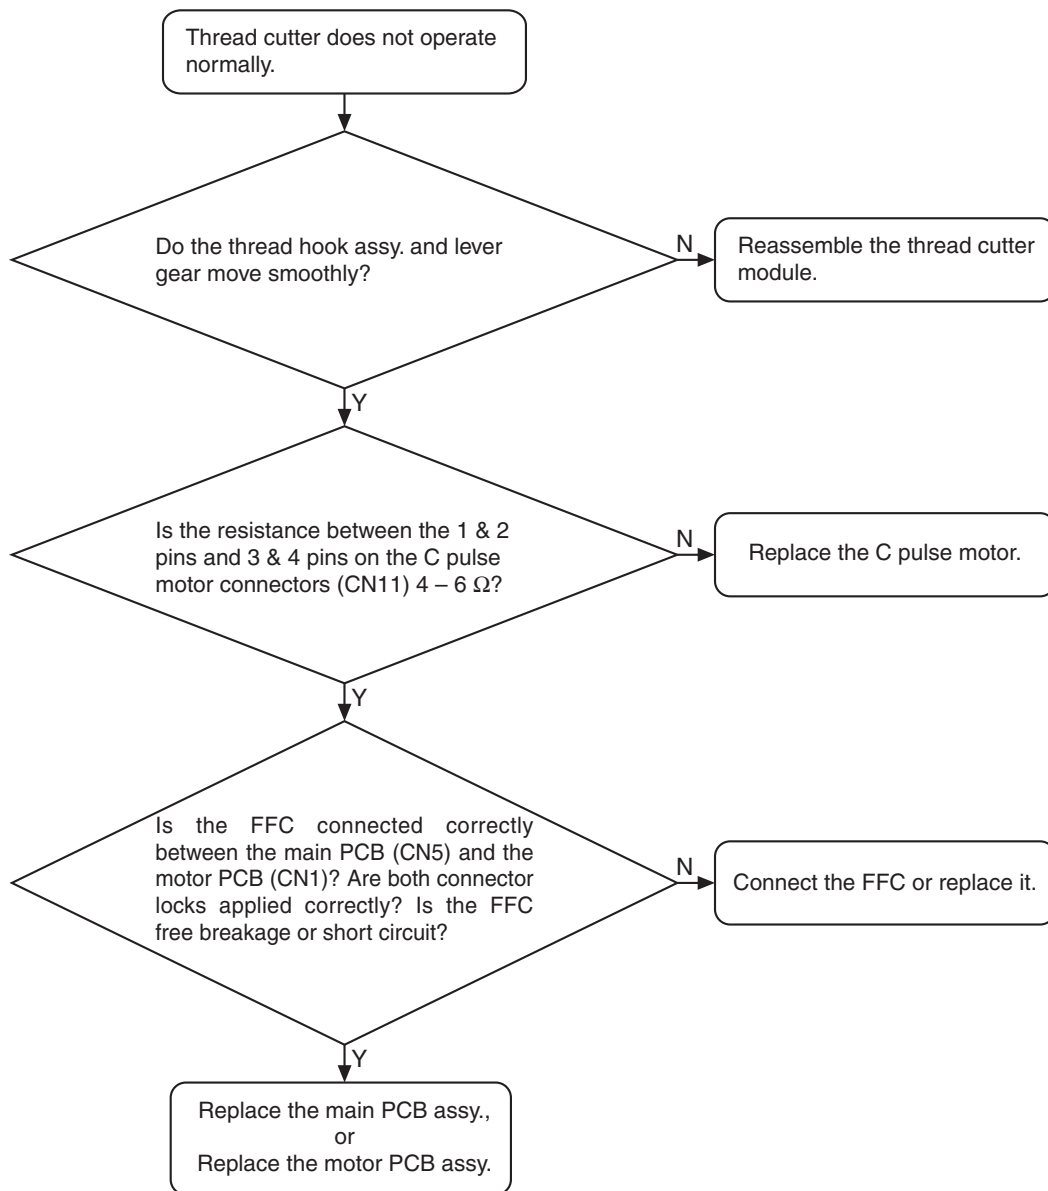 Thread cutter does not operate
normally.
Do the thread hook assy. and lever
gear move smoothly?
N
Reassemble the thread cutter
module.
Y
Is the resistance between the 1 & 2
pins and 3 & 4 pins on the C pulse
motor connectors (CN11) 4 – 6 Ω?
N
Replace the C pulse motor.
Y
Is the FFC connected correctly
between the main PCB (CN5) and the
motor PCB (CN1)? Are both connector
locks applied correctly? Is the FFC
free breakage or short circuit?
N
Connect the FFC or replace it.
Y
Replace the main PCB assy.,
or
Replace the motor PCB assy.